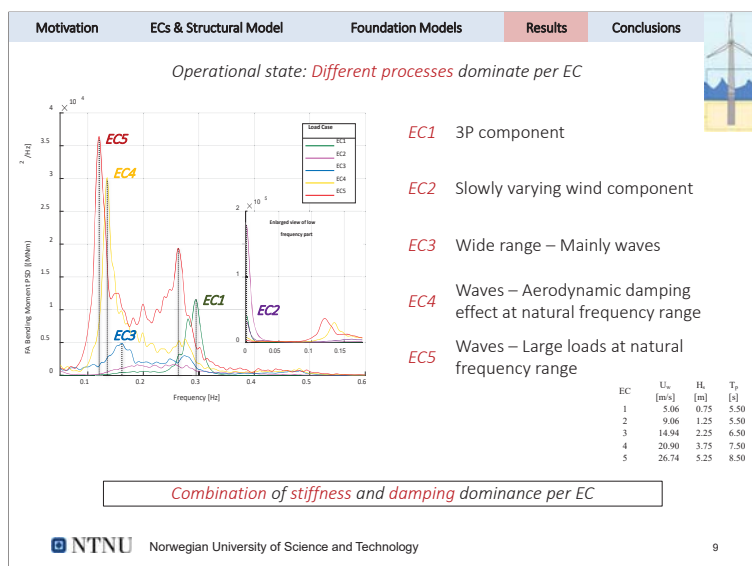 Motivation ECs & Structural Model Foundation Models Results Conclusions
Operational state: Different processes dominate per EC
× 10 4
4
3.5
3
2.5
2
1.5
1
0.5
0
FA Bending Moment PSD [(MNm) 2 /Hz]
0.1 0.2 0.3 0.4 0.5 0.6
Frequency [Hz]
EC5
EC4
EC3
EC1
EC2
Load Case
EC1
EC2
EC3
EC4
EC5
× 10 5
2
1
0
Enlarged view of low
frequency part
0 0.05 0.1 0.15
EC1 3P component
EC2 Slowly varying wind component
EC3 Wide range – Mainly waves
EC4 Waves – Aerodynamic damping
effect at natural frequency range
EC5 Waves – Large loads at natural
frequency range
EC Uw Hs Tp
[m/s] [m] [s]
1 5.06 0.75 5.50
2 9.06 1.25 5.50
3 14.94 2.25 6.50
4 20.90 3.75 7.50
5 26.74 5.25 8.50
Combination of stiffness and damping dominance per EC
NTNU Norwegian University of Science and Technology 9